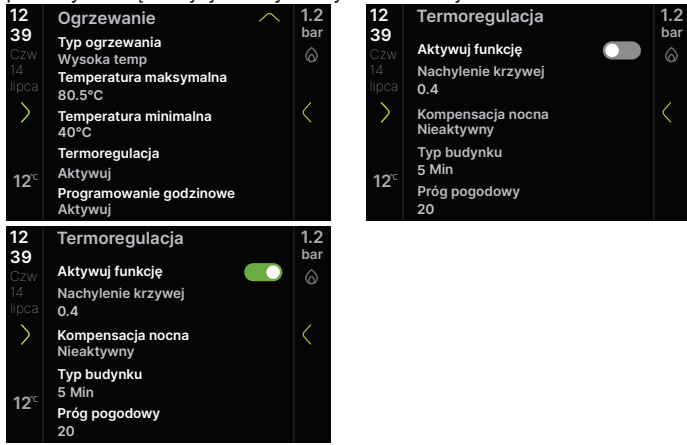 12
39
Czw
14
lipca
12°C
Ogrzewanie
Typ ogrzewania
Wysoka temp
Temperatura maksymalna
80.5°C
Temperatura minimalna
40°C
Termoregulacja
Aktywuj
Programowanie godzinowe
Aktywuj
1.2
bar
12
39
Czw
14
lipca
12°C
Termoregulacja
Aktywuj funkcję
Nachylenie krzywej
0.4
Kompensacja nocna
Nieaktywny
Typ budynku
5 Min
Próg pogodowy
20
1.2
bar
12
39
Czw
14
lipca
12°C
Termoregulacja
Aktywuj funkcję
Nachylenie krzywej
0.4
Kompensacja nocna
Nieaktywny
Typ budynku
5 Min
Próg pogodowy
20
1.2
bar